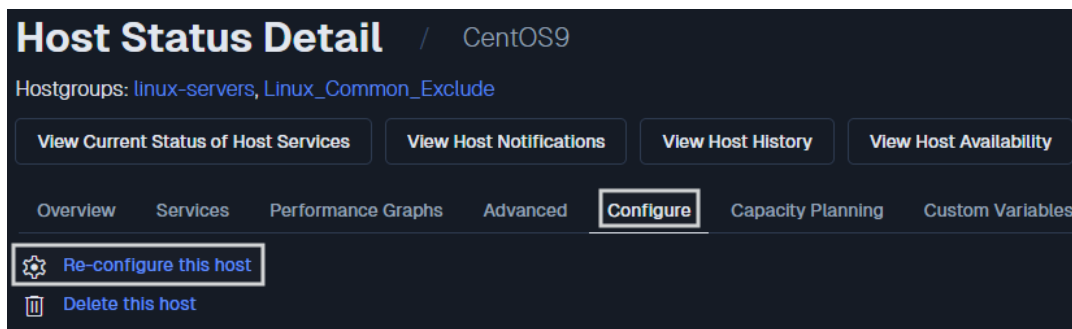 Host Status Detail / CentOS9
Hostgroups: linux-servers, Linux_Common_Exclude
View Current Status of Host Services View Host Notifications View Host History View Host Availability
Overview Services Performance Graphs Advanced Configure Capacity Planning Custom Variables
Re-configure this host
Delete this host